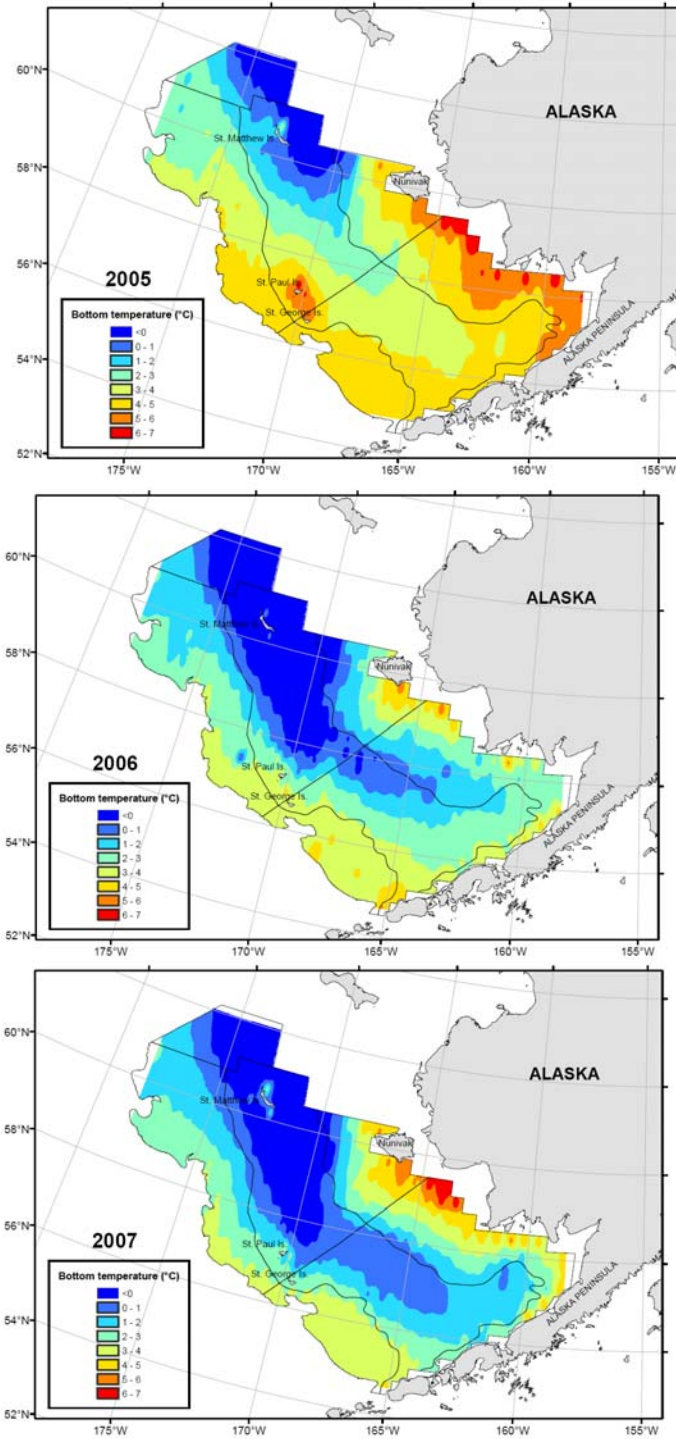 ALASKA
60°N
St. Matthew Is.
58°N
Nunivak
56°N
St. Paul Is.
2005
St. George Is.
Bottom temperature (°C)
<0
0 - 1
1 - 2
2 - 3
3 - 4
4 - 5
5 - 6
6 - 7
54°N
ALASKA PENINSULA
52°N
175°W
170°W
165°W
160°W
155°W
60°N
ALASKA
St. Matthew Is.
58°N
Nunivak
56°N
2006
St. Paul Is.
St. George Is.
Bottom temperature (°C)
<0
0 - 1
1 - 2
2 - 3
3 - 4
4 - 5
5 - 6
6 - 7
54°N
ALASKA PENINSULA
52°N
175°W
170°W
165°W
160°W
155°W
60°N
ALASKA
St. Matthew Is.
58°N
Nunivak
56°N
2007
St. Paul Is.
St. George Is.
Bottom temperature (°C)
<0
0 - 1
1 - 2
2 - 3
3 - 4
4 - 5
5 - 6
6 - 7
54°N
ALASKA PENINSULA
52°N
175°W
170°W
165°W
160°W
155°W